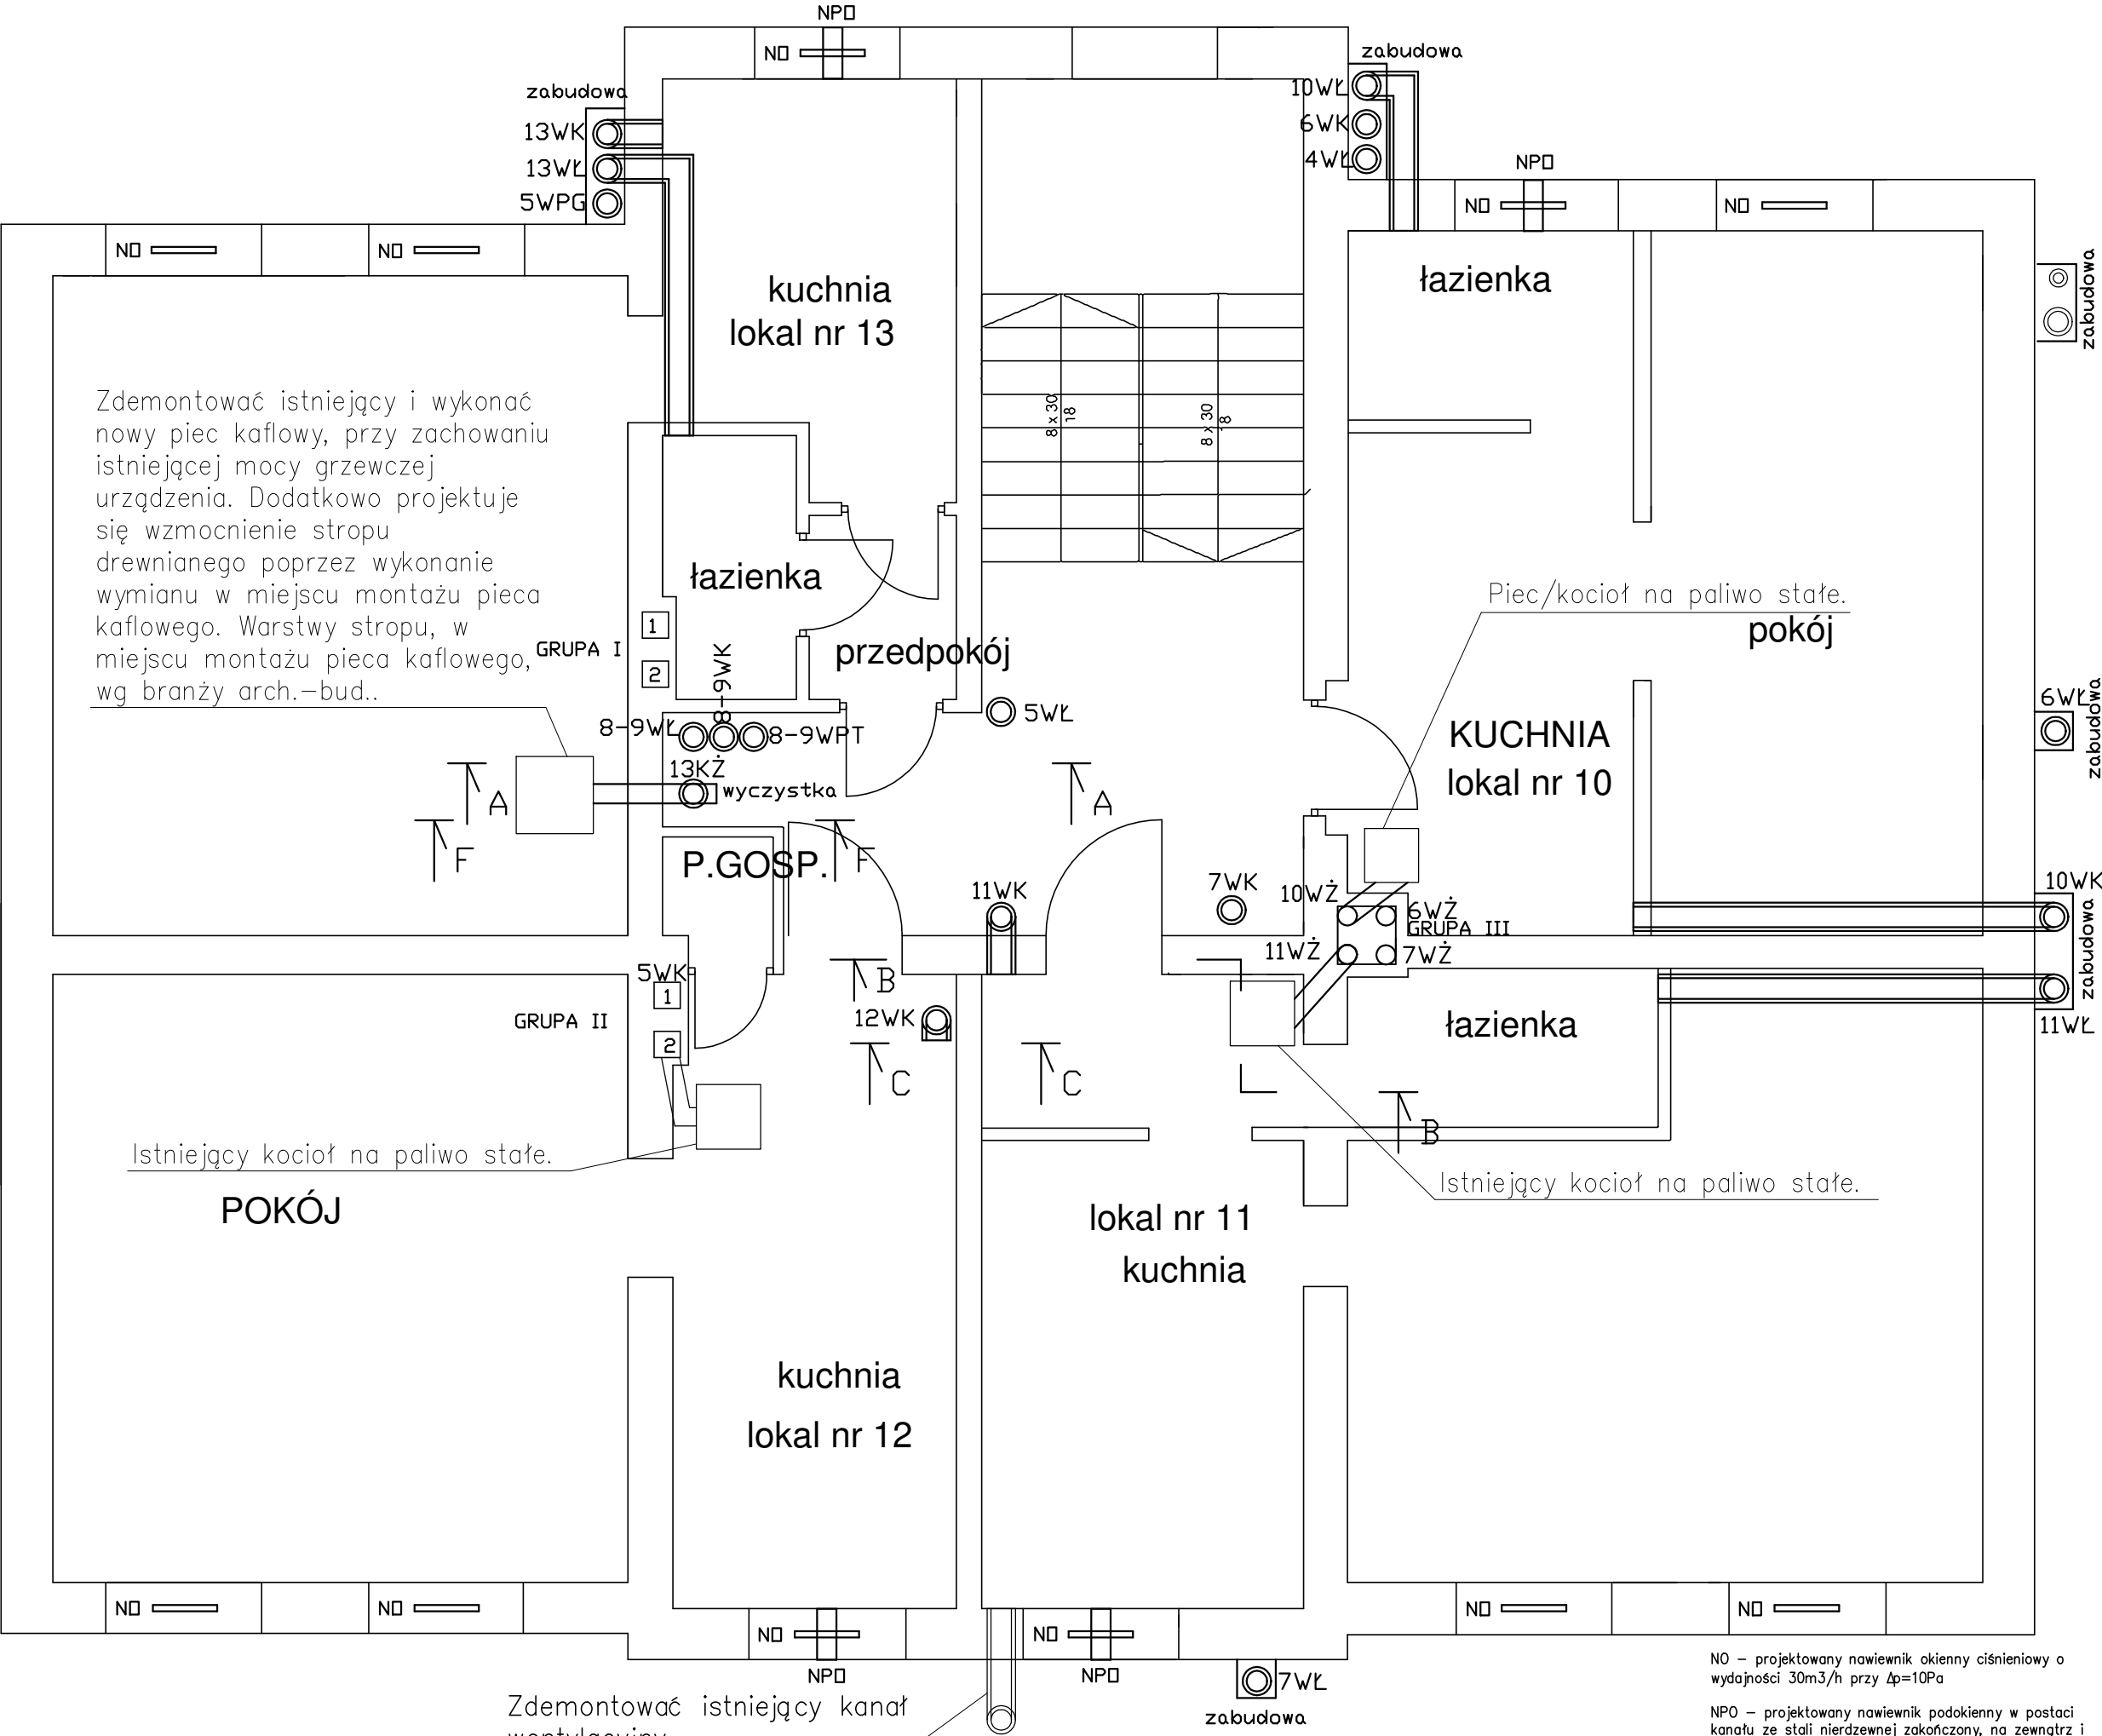 NPO
NO
zabudowa
13WK
13WŁ
5WPG
zabudowa
10WŁ
6WK
4WŁ
NPO
NO
NO
NO
NO
kuchnia
lokal nr 13
łazienka
zabudowa
8 x 30
18
8 x 30
18
Zdemontować istniejący i wykonać
nowy piec kaflowy, przy zachowaniu
istniejącej mocy grzewczej
urządzenia. Dodatkowo projektuje
się wzmocnienie stropu
drewnianego poprzez wykonanie
wymianu w miejscu montażu pieca
kaflowego. Warstwy stropu, w
miejscu montażu pieca kaflowego,
wg branży arch.-bud..
łazienka
GRUPA I
1
2
przedpokój
Piec/kocioł na paliwo stałe.
pokój
8-9WŁ
8-9WK
8-9WPT
5WŁ
6WŁ
zabudowa
KUCHNIA
lokal nr 10
13KŻ
wyczystka
A
A
F
F
P.GOSP.
11WK
7WK
10WŻ
6WŻ
GRUPA III
11WŻ
7WŻ
10WK
zabudowa
11WŁ
5WK
1
GRUPA II
2
B
12WK
C
C
łazienka
B
Istniejący kocioł na paliwo stałe.
Istniejący kocioł na paliwo stałe.
POKÓJ
lokal nr 11
kuchnia
kuchnia
lokal nr 12
NO
NO
NO
NPO
NO
NPO
NO
NO
7WŁ
zabudowa
Zdemontować istniejący kanał
wentylacyjny
NO – projektowany nawiewnik okienny ciśnieniowy o
wydajności 30m3/h przy Δp=10Pa
NPO – projektowany nawiewnik podokienny w postaci
kanału ze stali nierdzewnej zakończony, na zewnątrz i